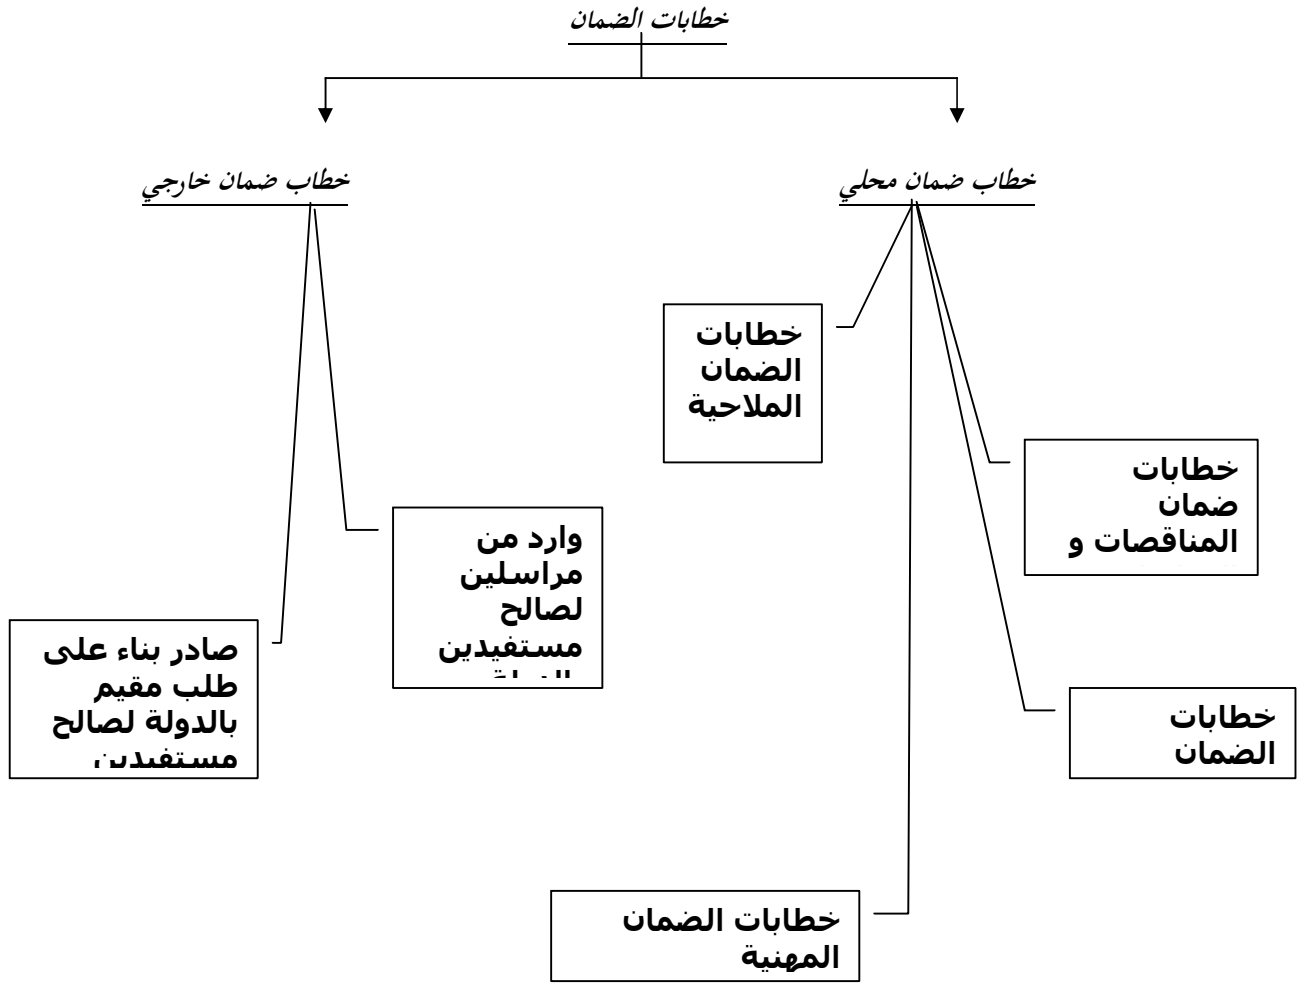 خطابات الضمان
خطاب ضمان محلي
خطاب ضمان خارجي
خطابات
الضمان
الملاحية
خطابات
ضمان
المناقصات و
وارد من
مراسلين
لصالح
مستفيدين
صادر بناء على
طلب مقيم
بالدولة لصالح
مستفيدين
خطابات
الضمان
خطابات الضمان
المهنية